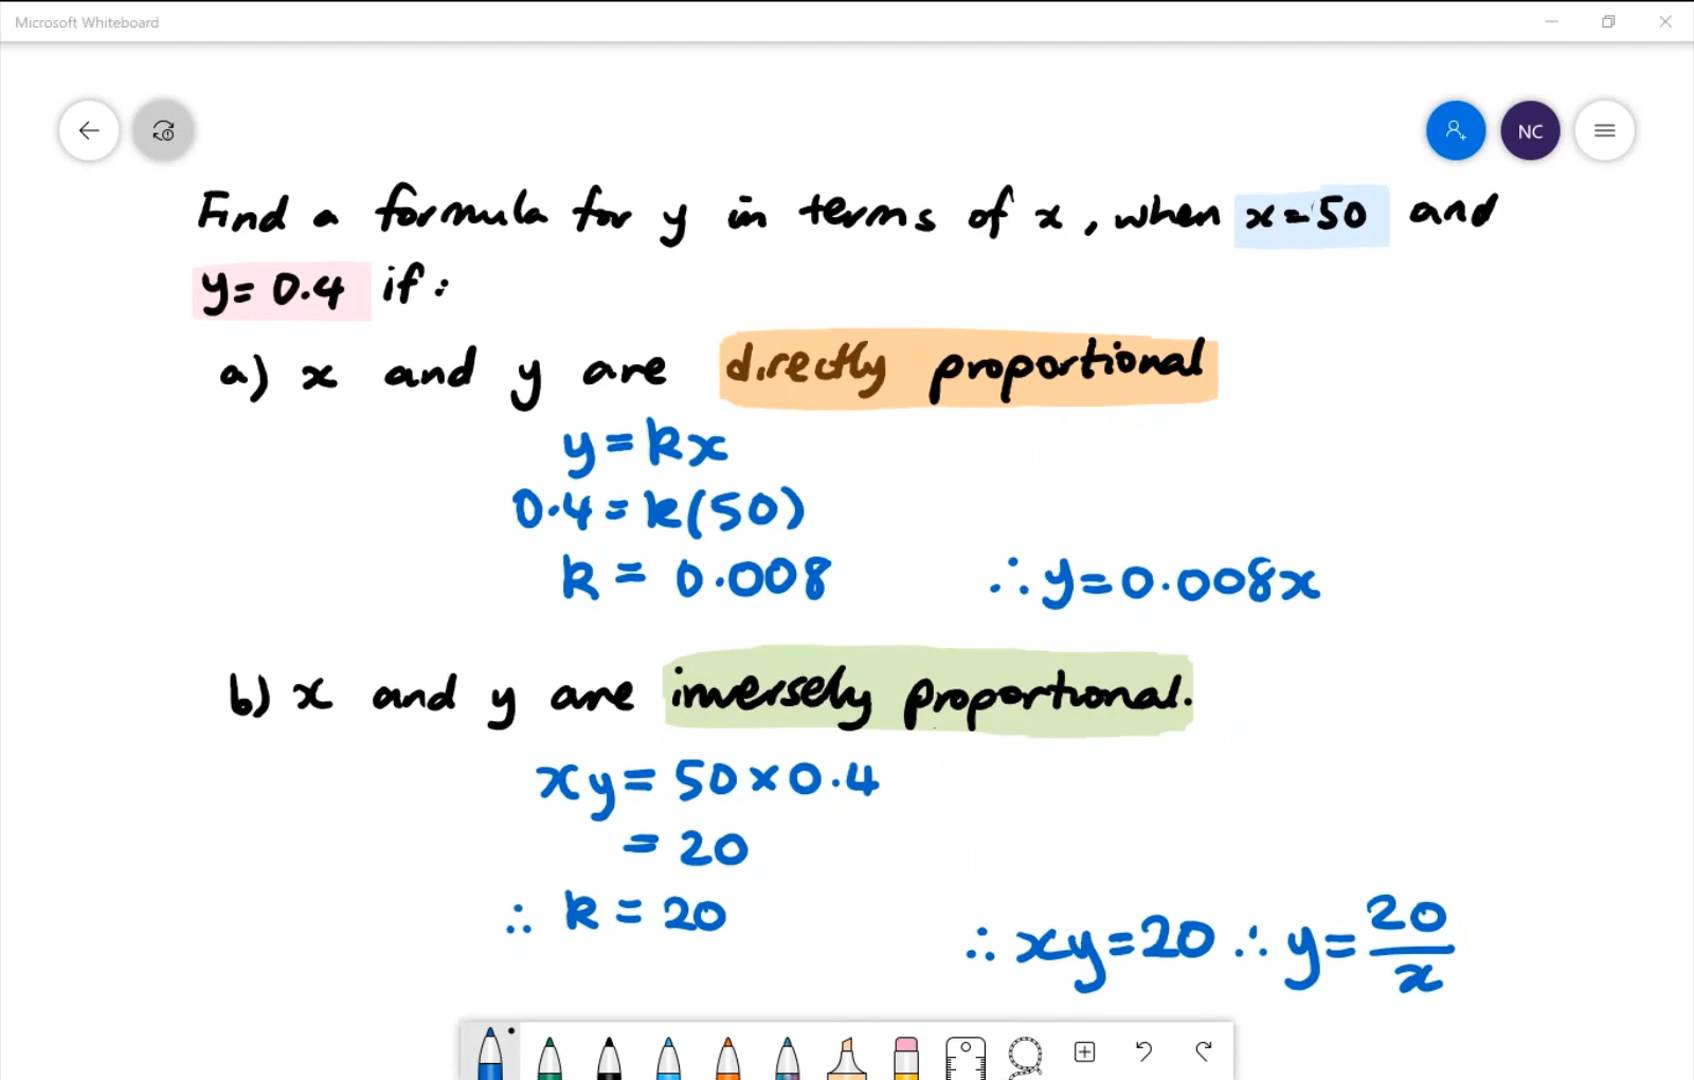 Microsoft Whiteboard
NC
Find a formula for y in terms of x, when x=50 and
y=0.4 if:
a) x and y are directly proportional
y=kx
0.4=k(50)
k = 0.008 ∴y=0.008x
b) x and y are inversely proportional.
xy=50×0.4
= 20
∴ k = 20
∴ xy=20 ∴ y=20/x